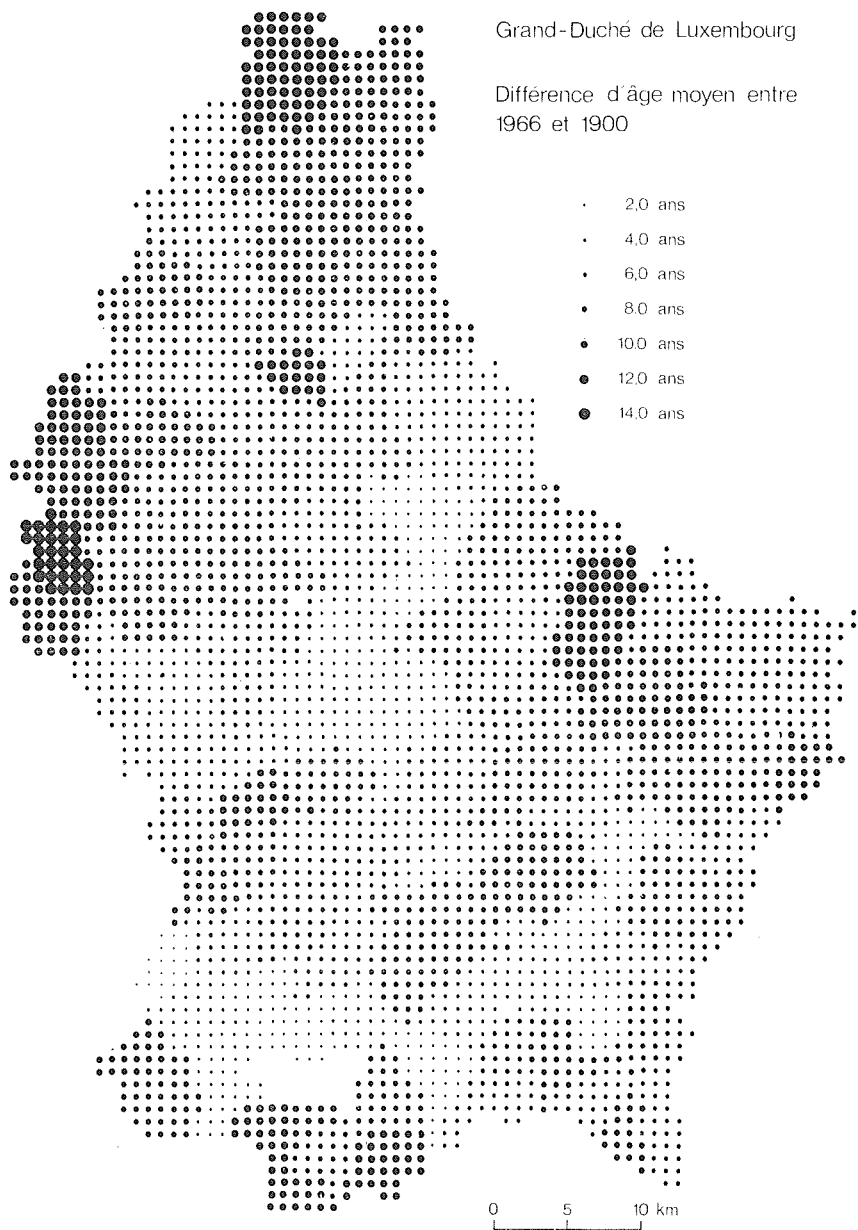 Grand-Duché de Luxembourg
Différence d'âge moyen entre
1966 et 1900
2,0 ans
4,0 ans
6,0 ans
8.0 ans
10.0 ans
12,0 ans
14,0 ans
0 5 10 km